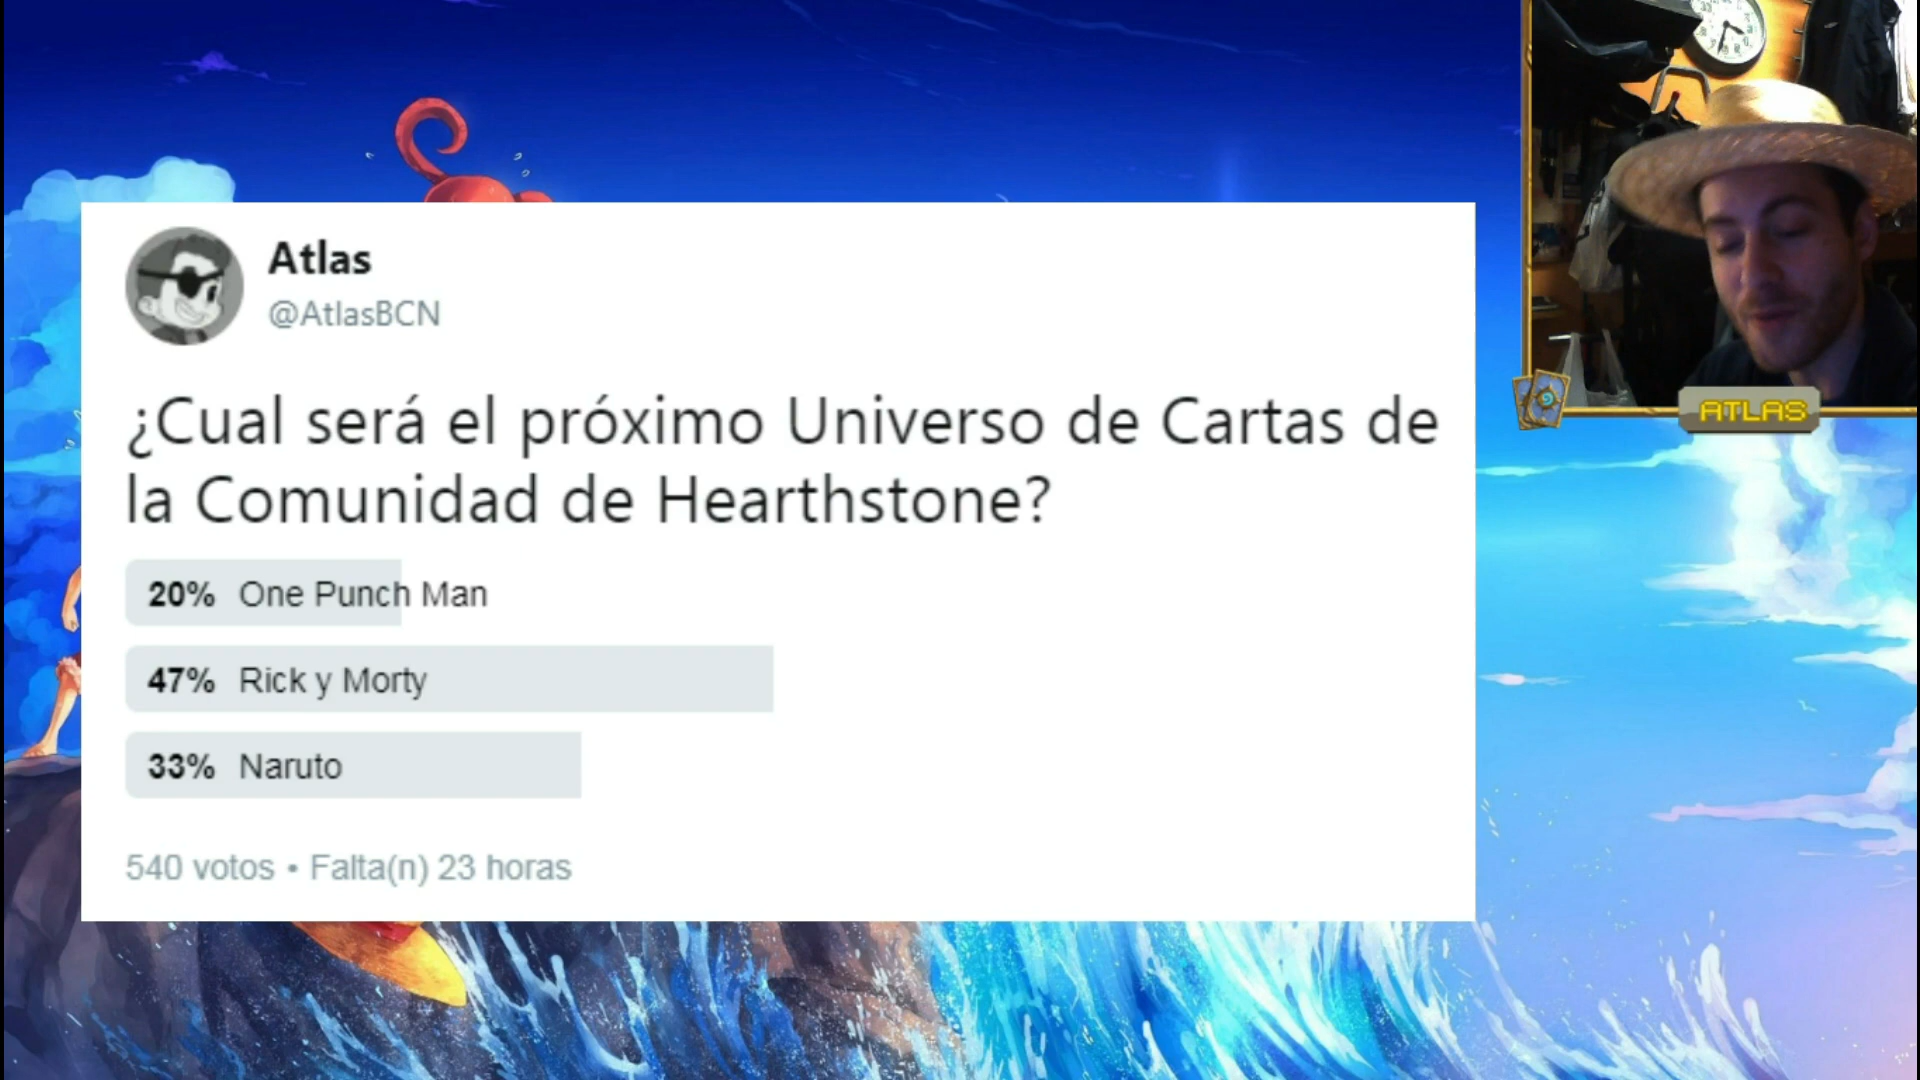 Atlas
@AtlasBCN
¿Cual será el próximo Universo de Cartas de
la Comunidad de Hearthstone?
20% One Punch Man
47% Rick y Morty
33% Naruto
540 votos • Falta(n) 23 horas
ATLAS